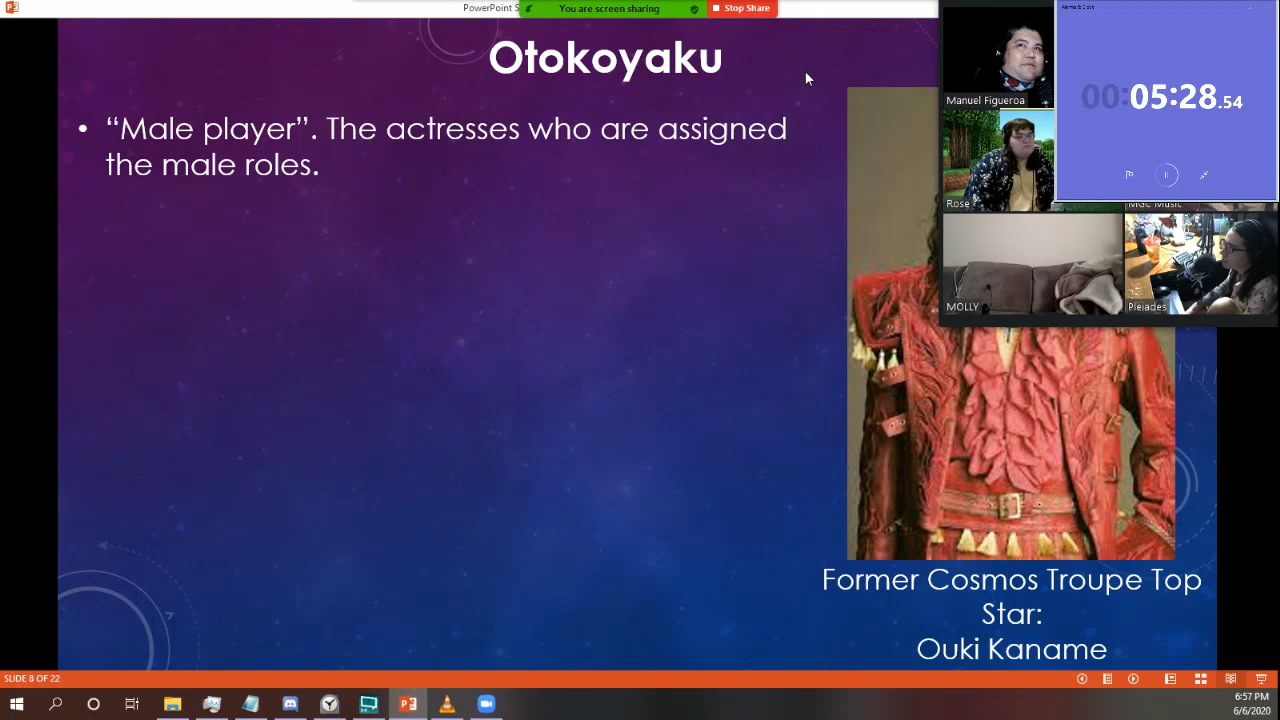 PowerPoint S
You are screen sharing
Stop Share
Otokoyaku
• “Male player”. The actresses who are assigned
the male roles.
Manuel Figueroa
00:05:28.54
Rose
MGC Music
MOLLY
Pleiades
Former Cosmos Troupe Top
Star:
Ouki Kaname
SLIDE 8 OF 22
6:57 PM
6/6/2020